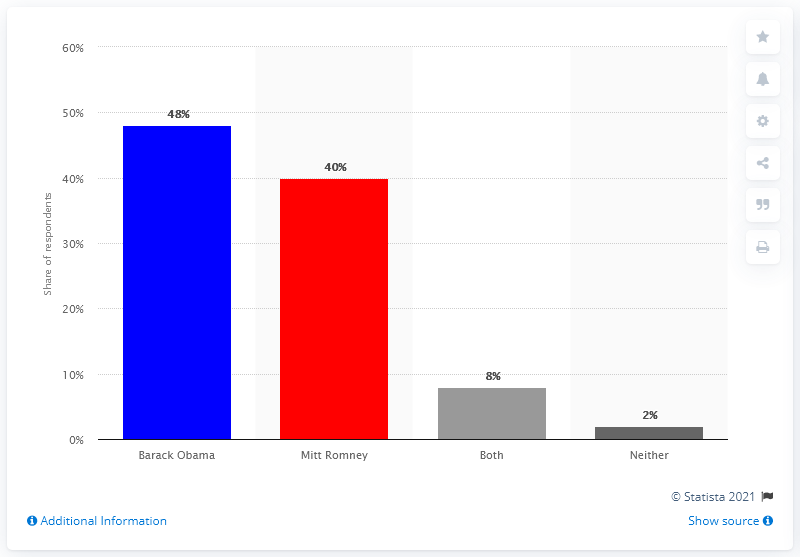 60%
50%
40%
30%
20%
10%
0%
Share of respondents
48%
40%
8%
2%
Barack Obama
Mitt Romney
Both
Neither
© Statista 2021
Additional Information
Show source